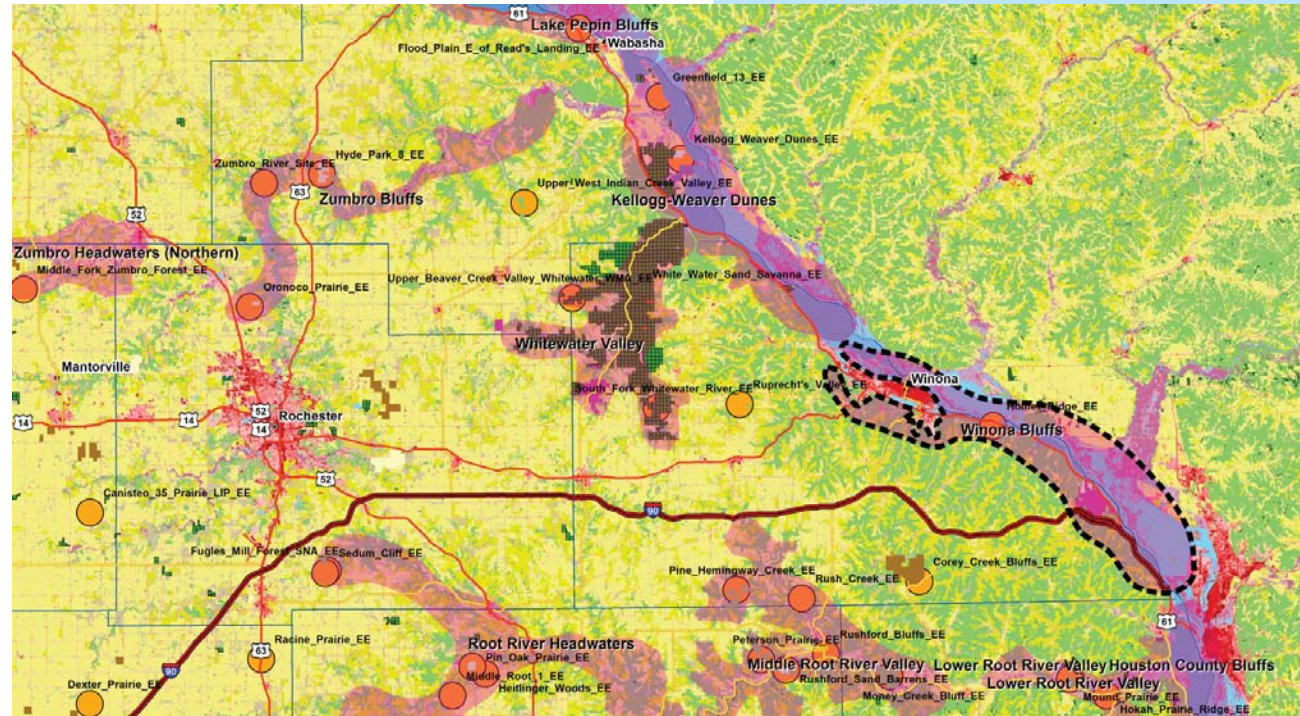 61
Lake Pepin Bluffs
Wabasha
Flood_Plain_E_of_Read's_Landing_EE
Greenfield_13_EE
Kellogg_Weaver_Dunes_EE
Hyde_Park_8_EE
Zumbro_River_Site_EE
63
Zumbro Bluffs
Upper_West_Indian_Creek_Valley_EE
Kellogg-Weaver Dunes
52
Zumbro Headwaters (Northern)
Middle_Fork_Zumbro_Forest_EE
Upper_Beaver_Creek_Valley_Whitewater_WMA_EE
White_Water_Sand_Savanna_EE
Oronoco_Prairie_EE
Whitewater Valley
Mantorville
South_Fork_Whitewater_River_EE
Ruprecht's_Valley_EE
Winona
52
Rochester
14
14
14
Winona Bluffs
52
Canisteo_35_Prairie_LIP_EE
90
Fugles_Mill_Forest_SNA_EE
Sedum_Cliff_EE
Pine_Hemingway_Creek_EE
Rush_Creek_EE
Corey_Creek_Bluffs_EE
61
Racine_Prairie_EE
63
Root River Headwaters
Pin_Oak_Prairie_EE
Peterson_Prairie_EE
Rushford_Bluffs_EE
Middle Root River Valley
Lower Root River Valley
Houston County Bluffs
90
Middle_Root_1_EE
Rushford_Sand_Barrens_EE
Lower Root River Valley
Dexter_Prairie_EE
Heitlinger_Woods_EE
Money_Creek_Bluff_EE
Mound_Prairie_EE
Hokah_Prairie_Ridge_EE